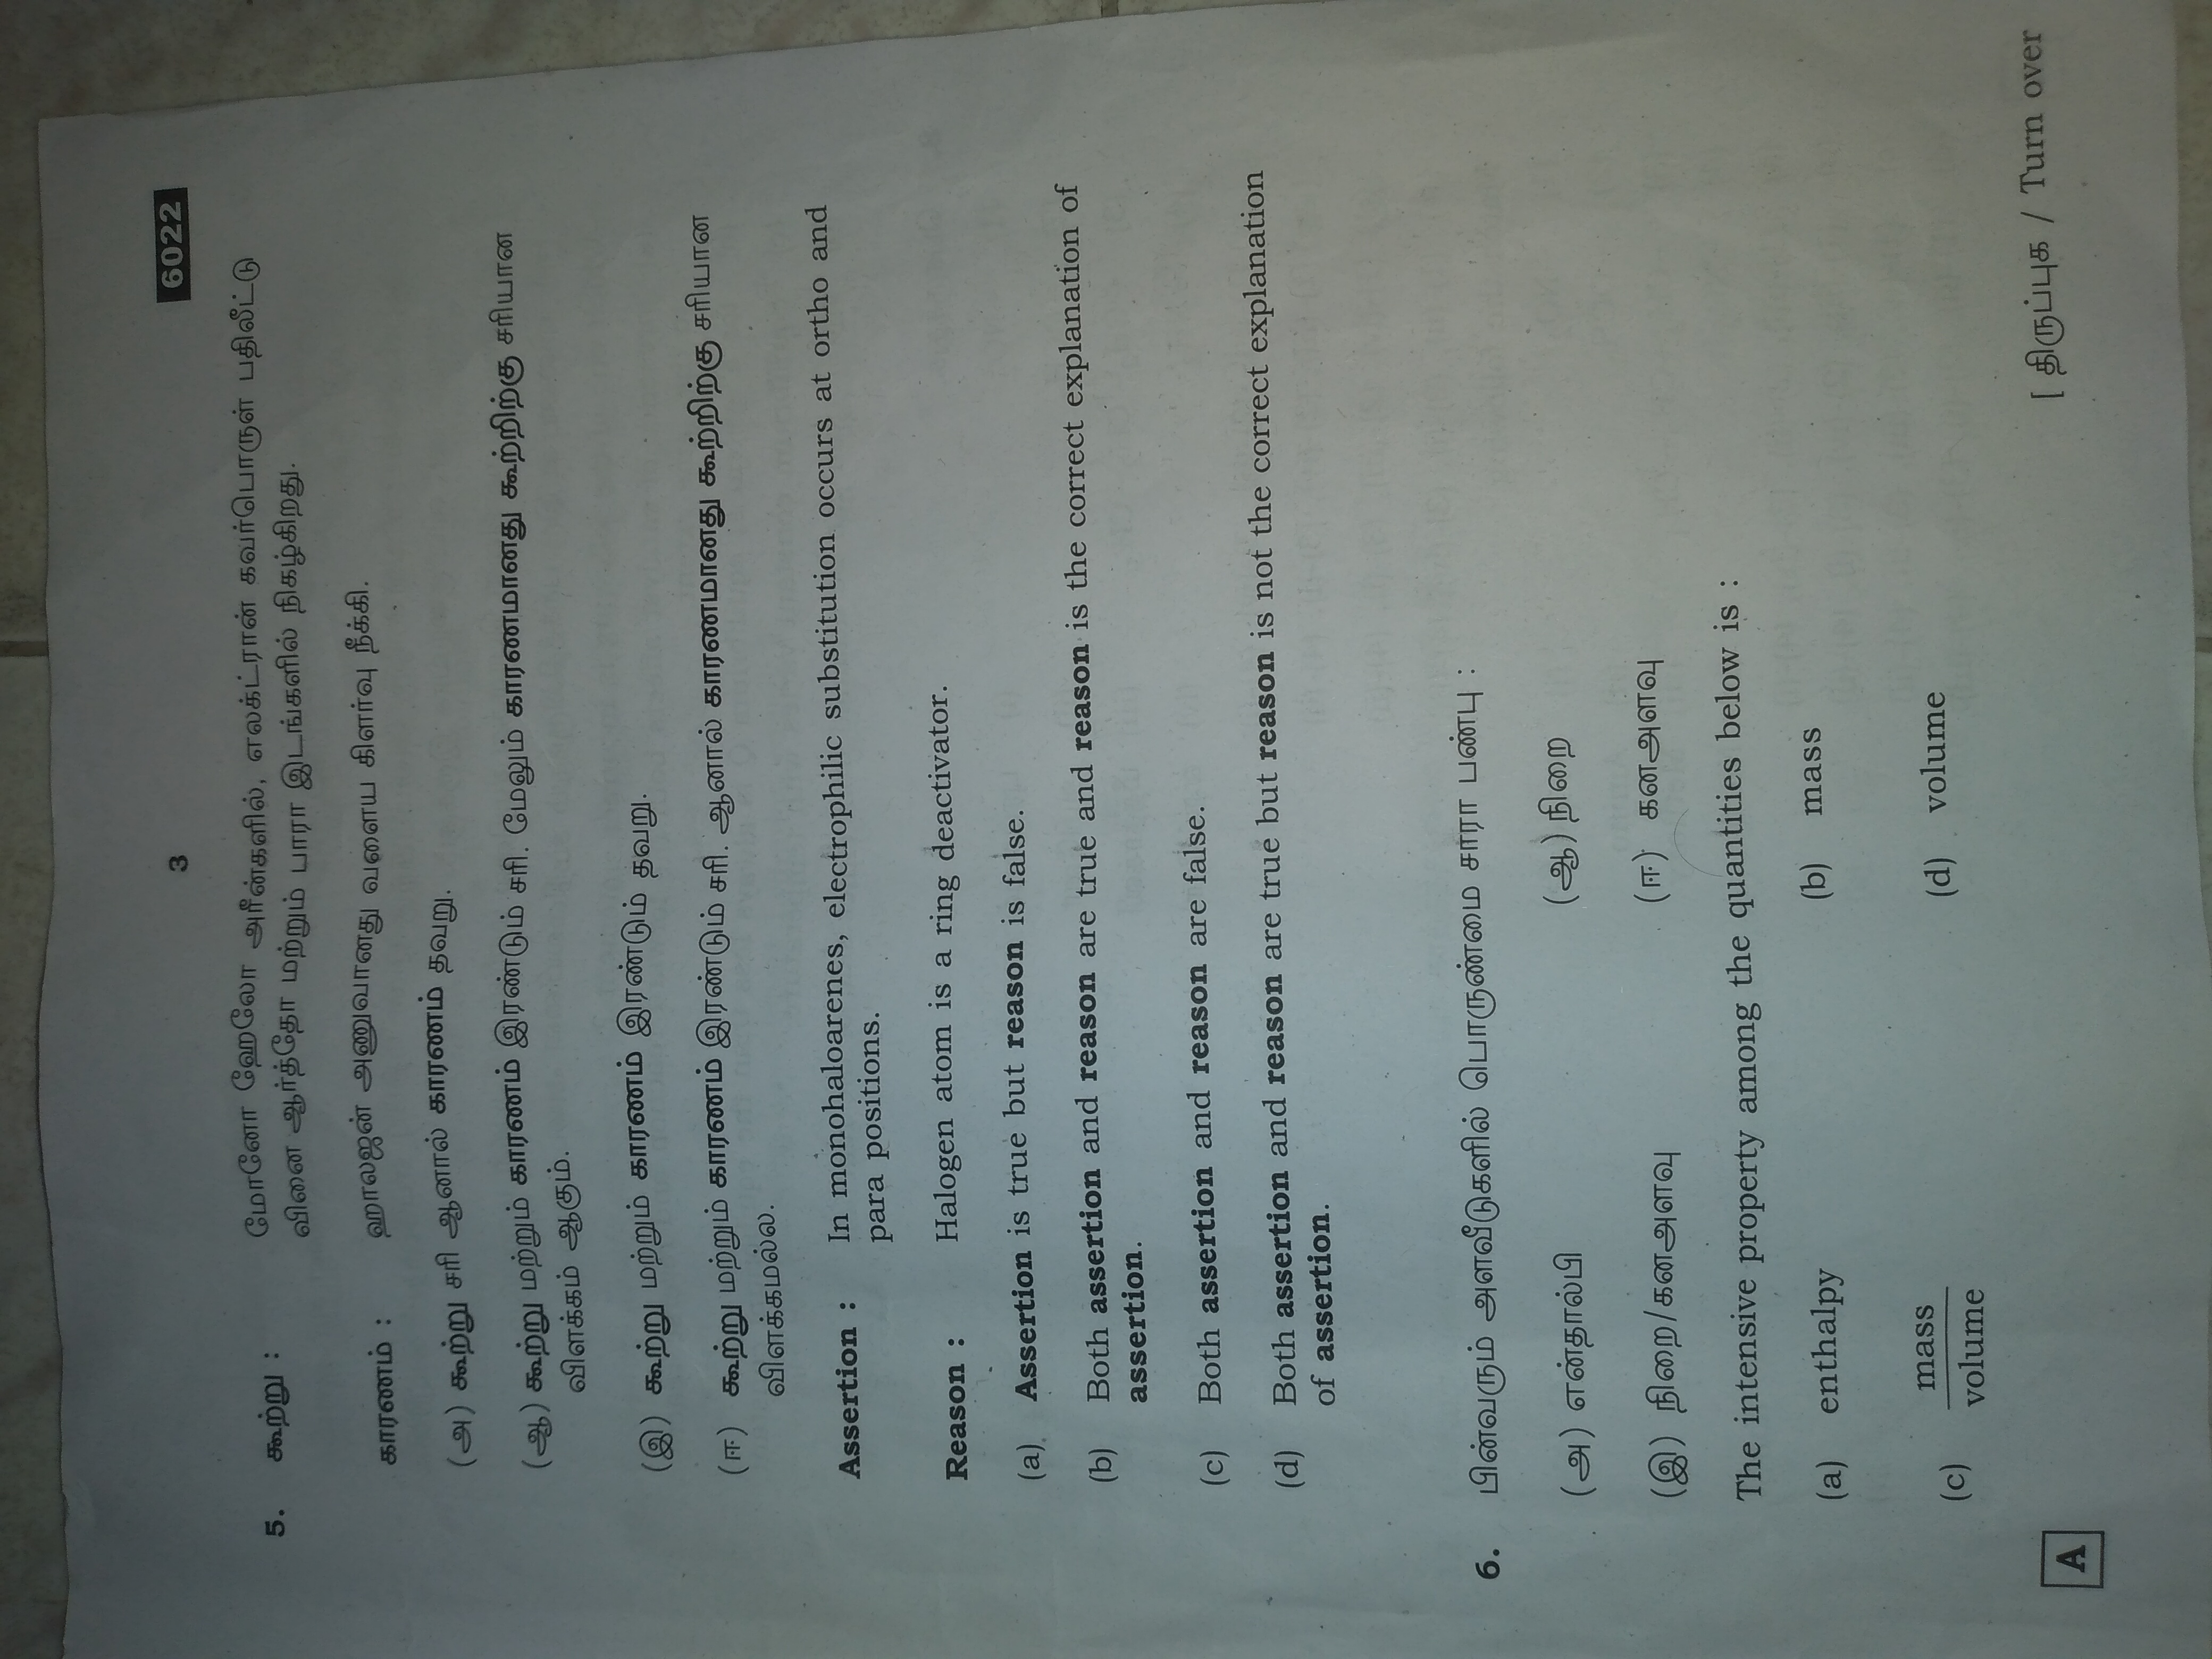 3
6022
5. கூற்று : மோனோ ஹேலோ அரீன்களில், எலக்ட்ரான் கவர்பொருள் பதிலீட்டு
வினை ஆர்த்தோ மற்றும் பாரா இடங்களில் நிகழ்கிறது.
காரணம் : ஹாலஜன் அணுவானது வளைய கிளர்வு நீக்கி.
(அ) கூற்று சரி ஆனால் காரணம் தவறு.
(ஆ) கூற்று மற்றும் காரணம் இரண்டும் சரி. மேலும் காரணமானது கூற்றிற்கு சரியான
விளக்கம் ஆகும்.
(இ) கூற்று மற்றும் காரணம் இரண்டும் தவறு.
(ஈ) கூற்று மற்றும் காரணம் இரண்டும் சரி. ஆனால் காரணமானது கூற்றிற்கு சரியான
விளக்கமல்ல.
Assertion : In monohaloarenes, electrophilic substitution occurs at ortho and
para positions.
Reason : Halogen atom is a ring deactivator.
(a) Assertion is true but reason is false.
(b) Both assertion and reason are true and reason is the correct explanation of
assertion.
(c) Both assertion and reason are false.
(d) Both assertion and reason are true but reason is not the correct explanation
of assertion.
6. பின்வரும் அளவீடுகளில் பொருண்மை சாரா பண்பு :
(அ) என்தால்பி (ஆ) நிறை
(இ) நிறை/கனஅளவு (ஈ) கனஅளவு
The intensive property among the quantities below is :
(a) enthalpy (b) mass
(c) mass/volume (d) volume
[ திருப்புக / Turn over
A